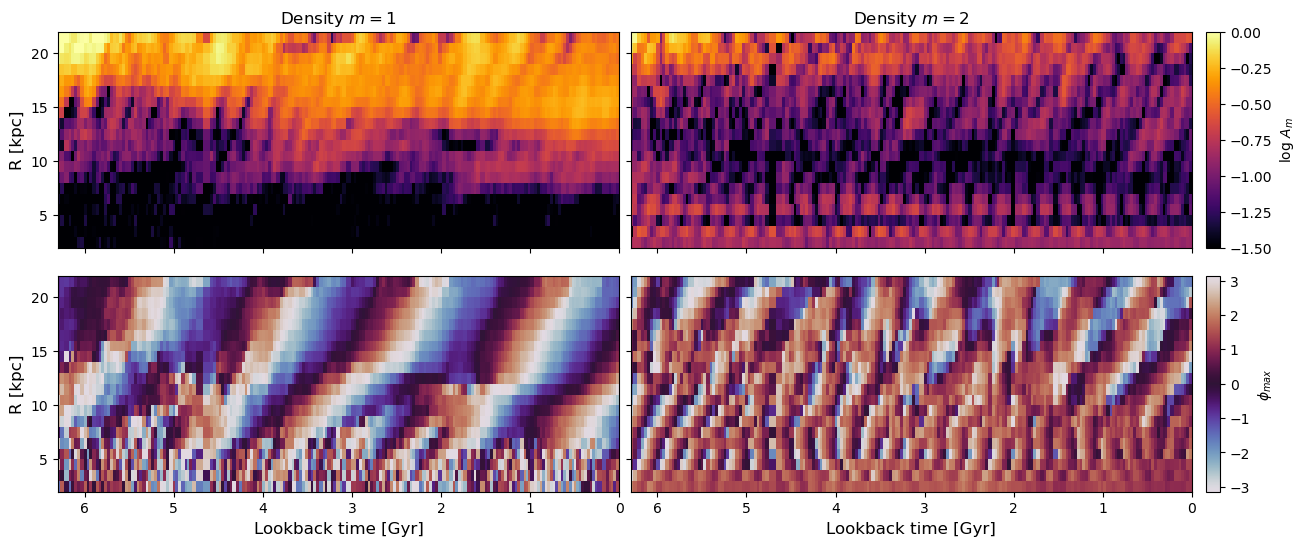 Density m = 1
Density m = 2
R [kpc]
20
15
10
5
0.00
−0.25
−0.50
−0.75
−1.00
−1.25
−1.50
log A_m
R [kpc]
20
15
10
5
3
2
1
0
−1
−2
−3
ϕ_max
6 5 4 3 2 1 0
6 5 4 3 2 1 0
Lookback time [Gyr]
Lookback time [Gyr]